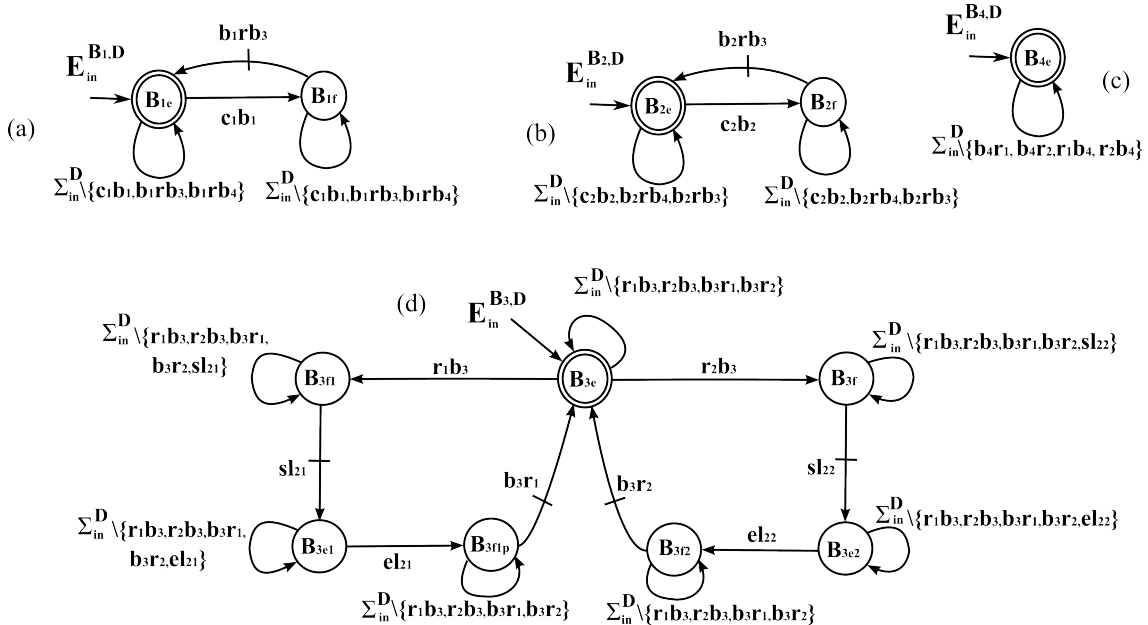 (a)
E_in^{B1,D}
b1rb3
B1e
B1f
c1b1
Σ_in^D\{c1b1,b1rb3,b1rb4}
Σ_in^D\{c1b1,b1rb3,b1rb4}
(b)
E_in^{B2,D}
b2rb3
B2e
B2f
c2b2
Σ_in^D\{c2b2,b2rb4,b2rb3}
Σ_in^D\{c2b2,b2rb4,b2rb3}
(c)
E_in^{B4,D}
B4e
Σ_in^D\{b4r1, b4r2,r1b4, r2b4}
(d)
E_in^{B3,D}
Σ_in^D\{r1b3,r2b3,b3r1,b3r2}
Σ_in^D\{r1b3,r2b3,b3r1,
b3r2,sl21}
B3f1
r1b3
B3e
r2b3
B3f
Σ_in^D\{r1b3,r2b3,b3r1,b3r2,sl22}
sl21
b3r1
b3r2
sl22
Σ_in^D\{r1b3,r2b3,b3r1,
b3r2,el21}
B3e1
el21
B3f1p
B3f2
el22
B3e2
Σ_in^D\{r1b3,r2b3,b3r1,b3r2,el22}
Σ_in^D\{r1b3,r2b3,b3r1,b3r2}
Σ_in^D\{r1b3,r2b3,b3r1,b3r2}